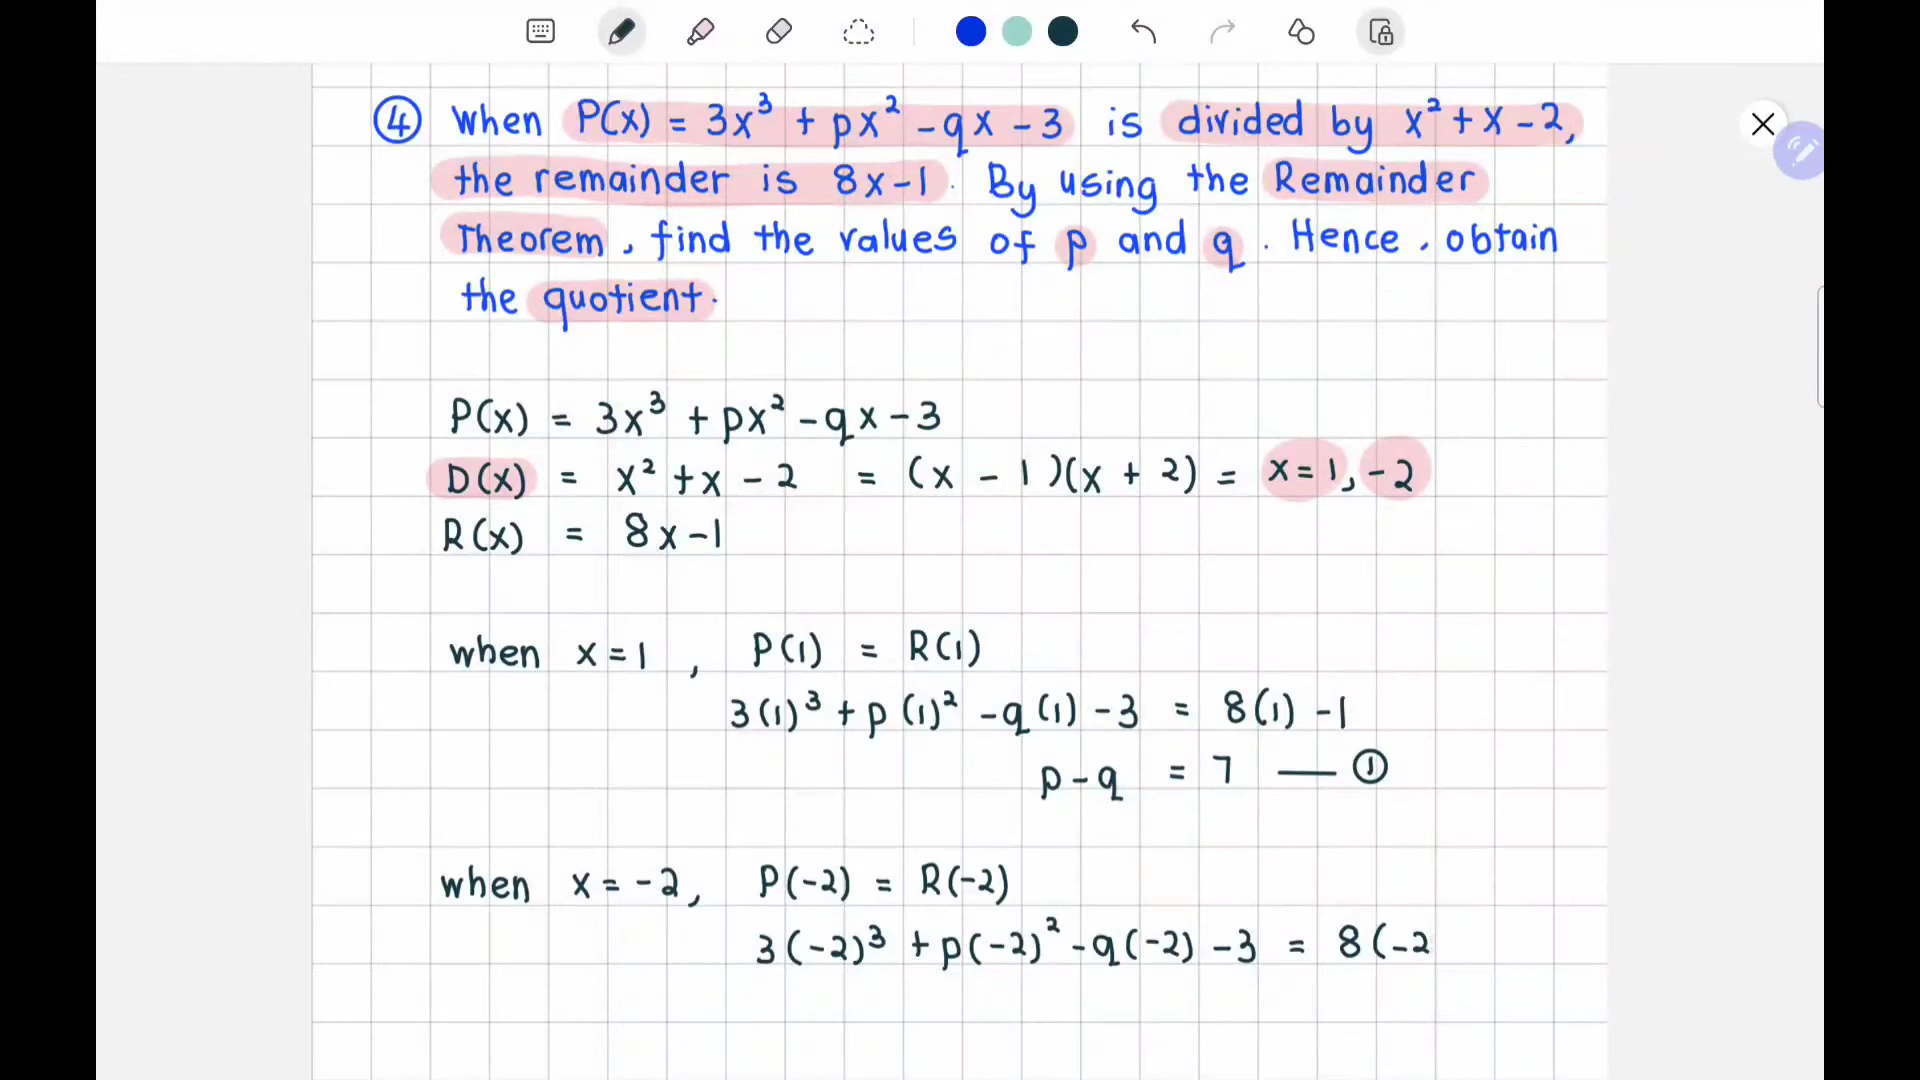 ④ When P(x) = 3x³ + px² - qx - 3 is divided by x² + x - 2,
the remainder is 8x-1. By using the Remainder
Theorem, find the values of p and q. Hence, obtain
the quotient.
P(x) = 3x³ + px² - qx - 3
D(x) = x² + x - 2 = (x - 1)(x + 2) = x = 1, -2
R(x) = 8x-1
when x = 1, P(1) = R(1)
3(1)³ + p(1)² - q(1) - 3 = 8(1) - 1
p - q = 7 — ①
when x = -2, P(-2) = R(-2)
3(-2)³ + p(-2)² - q(-2) - 3 = 8(-2